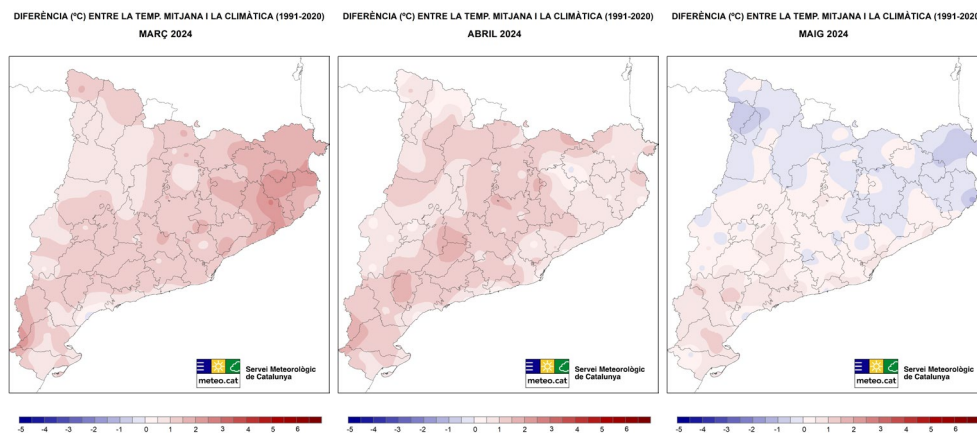 DIFERÈNCIA (ºC) ENTRE LA TEMP. MITJANA I LA CLIMÀTICA (1991-2020)
MARÇ 2024
meteo.cat
Servei Meteorològic
de Catalunya
-5 -4 -3 -2 -1 0 1 2 3 4 5 6
DIFERÈNCIA (ºC) ENTRE LA TEMP. MITJANA I LA CLIMÀTICA (1991-2020)
ABRIL 2024
meteo.cat
Servei Meteorològic
de Catalunya
-5 -4 -3 -2 -1 0 1 2 3 4 5 6
DIFERÈNCIA (ºC) ENTRE LA TEMP. MITJANA I LA CLIMÀTICA (1991-2020
MAIG 2024
meteo.cat
Servei Meteorològic
de Catalunya
-5 -4 -3 -2 -1 0 1 2 3 4 5 6